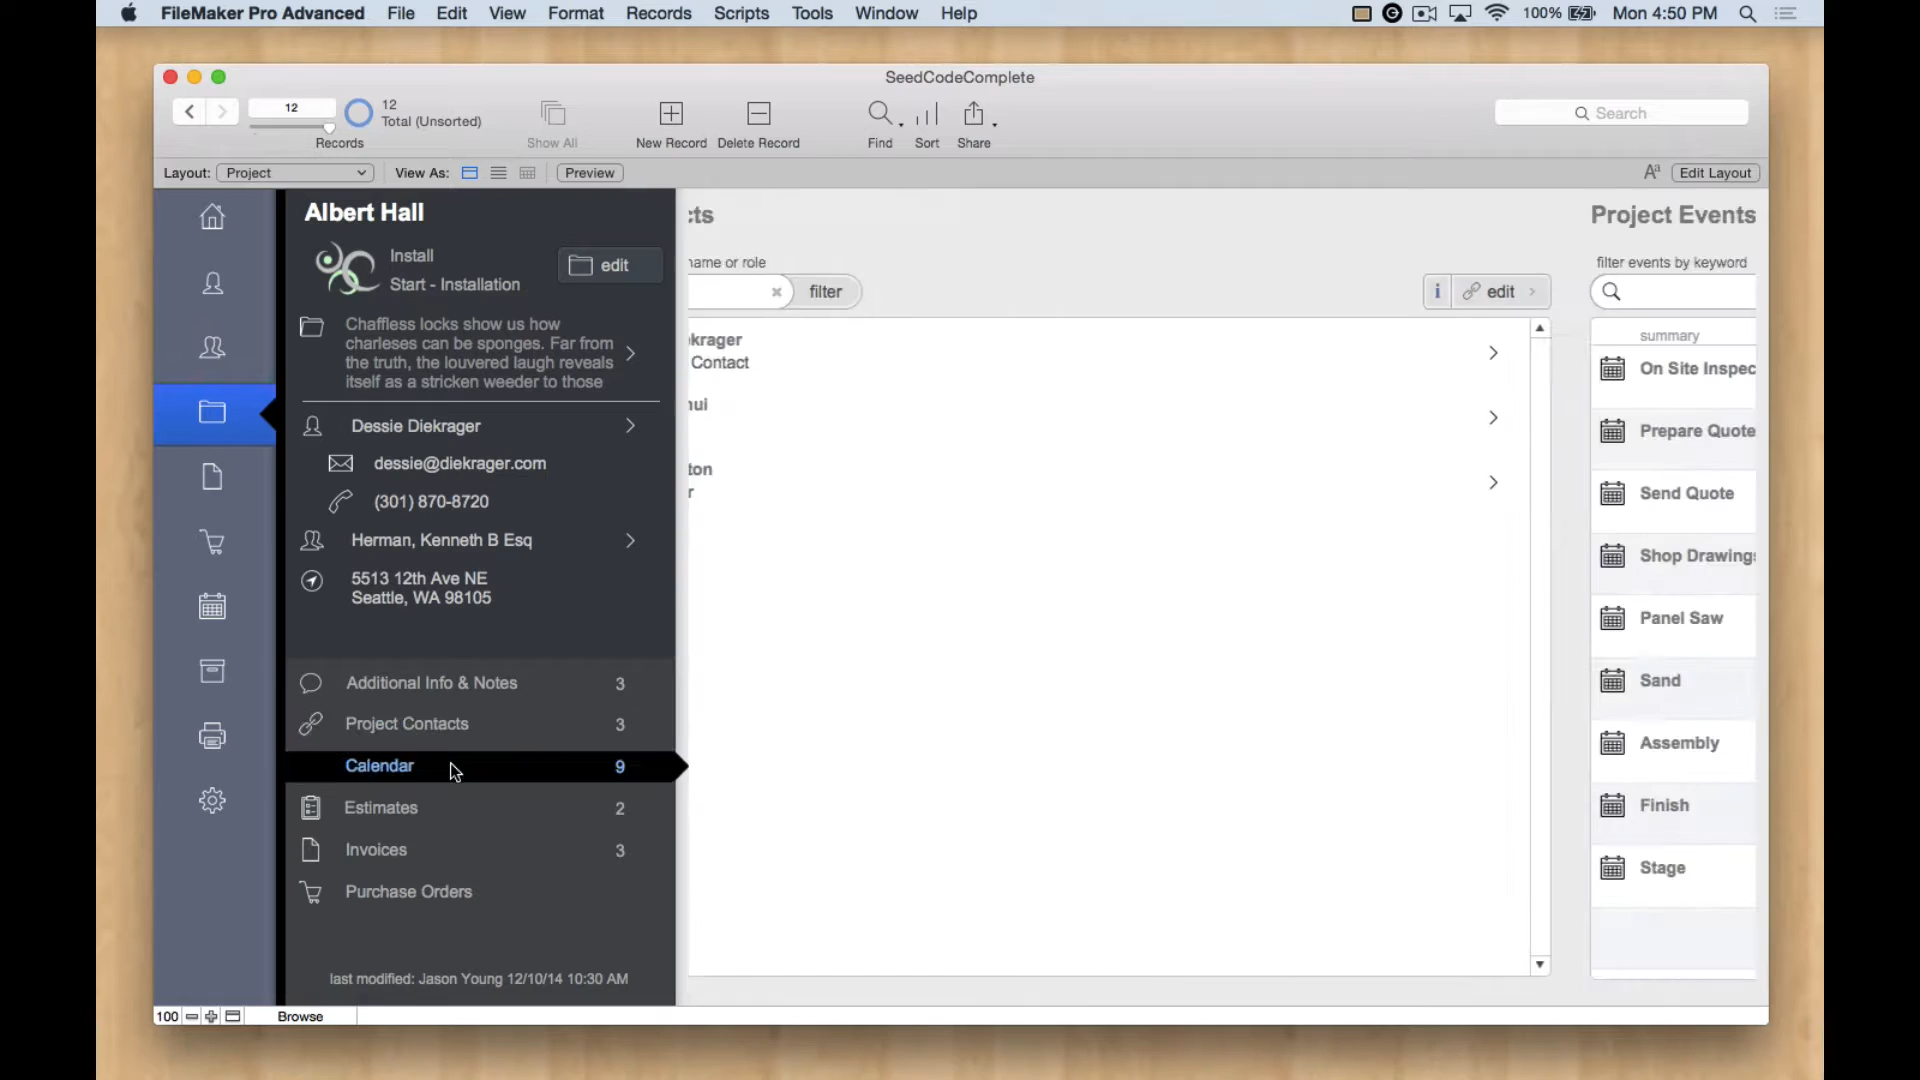 FileMaker Pro Advanced File Edit View Format Records Scripts Tools Window Help 100% Mon 4:50 PM
SeedCodeComplete
12
12
Total (Unsorted)
Search
Records
Show All
New Record
Delete Record
Find
Sort
Share
Layout: Project
View As:
Preview
Edit Layout
Albert Hall
Install
Start - Installation
edit
Chaffless locks show us how
charleses can be sponges. Far from
the truth, the louvered laugh reveals
itself as a stricken weeder to those
Dessie Diekrager
dessie@diekrager.com
(301) 870-8720
Herman, Kenneth B Esq
5513 12th Ave NE
Seattle, WA 98105
Additional Info & Notes 3
Project Contacts 3
Calendar 9
Estimates 2
Invoices 3
Purchase Orders
last modified: Jason Young 12/10/14 10:30 AM
cts
name or role
filter
i
edit
krager
Contact
nui
ton
r
Project Events
filter events by keyword
summary
On Site Inspec
Prepare Quote
Send Quote
Shop Drawings
Panel Saw
Sand
Assembly
Finish
Stage
100
Browse